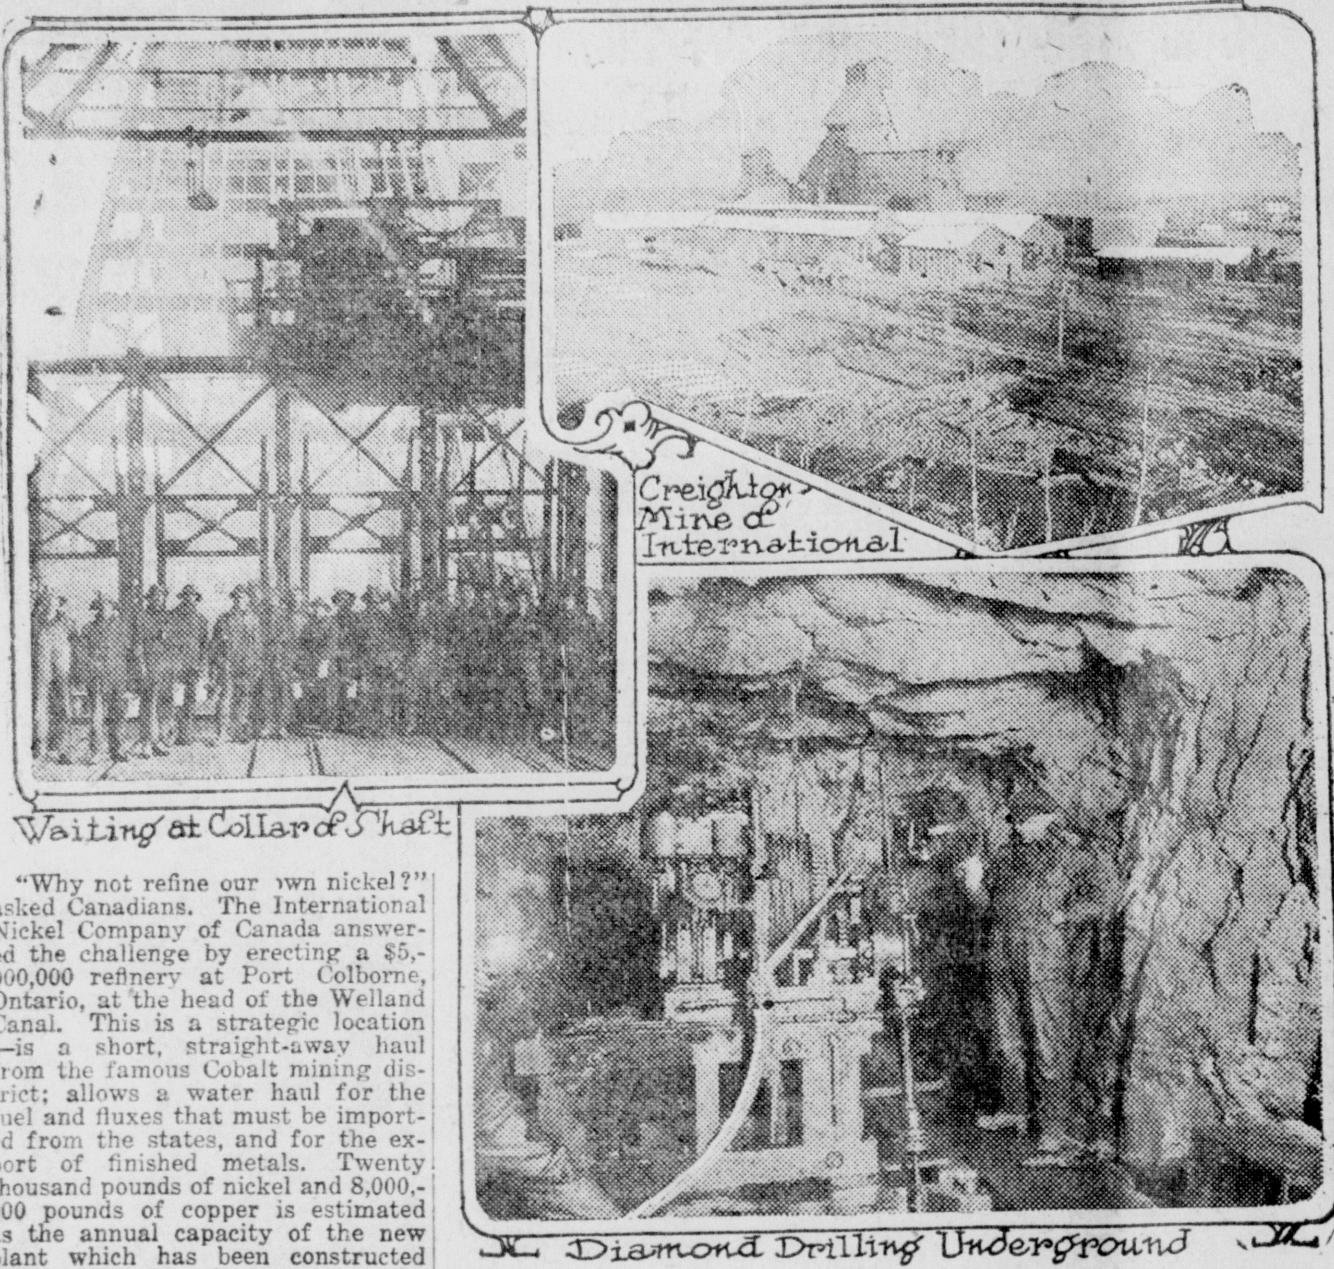 Creighton
Mine of
International
Waiting at Collar of Shaft
"Why not refine our own nickel?"
asked Canadians. The International
Nickel Company of Canada answer-
ed the challenge by erecting a $5,-
000,000 refinery at Port Colborne,
Ontario, at the head of the Welland
Canal. This is a strategic location
—is a short, straight-away haul
from the famous Cobalt mining dis-
trict; allows a water haul for the
fuel and fluxes that must be import-
ed from the states, and for the ex-
port of finished metals. Twenty
thousand pounds of nickel and 8,000,-
000 pounds of copper is estimated
as the annual capacity of the new
plant which has been constructed
Diamond Drilling Underground